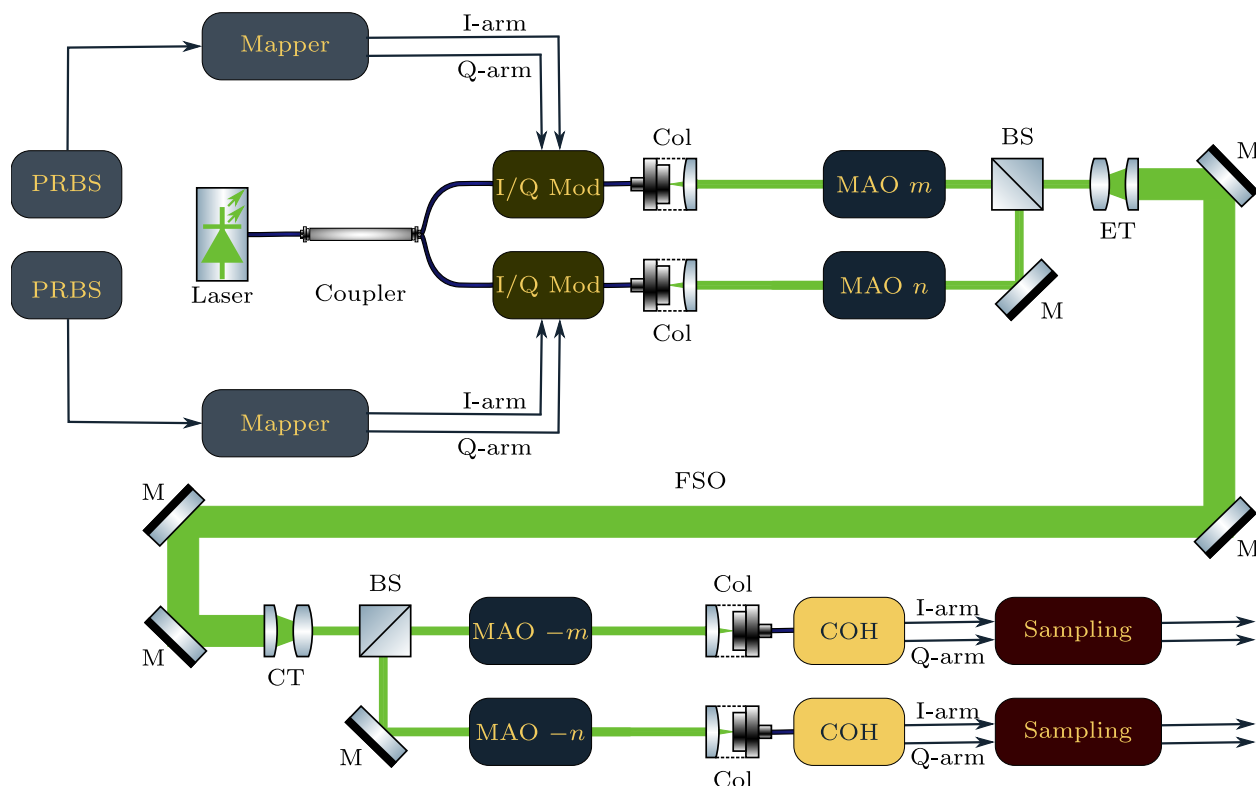 I-arm
Mapper
Q-arm
Col
BS
M
PRBS
I/Q Mod
MAO m
ET
PRBS
I/Q Mod
MAO n
Laser
Coupler
M
Col
I-arm
Mapper
Q-arm
FSO
M
M
BS
Col
I-arm
MAO −m
COH
Sampling
M
Q-arm
CT
I-arm
MAO −n
COH
Sampling
M
Q-arm
Col